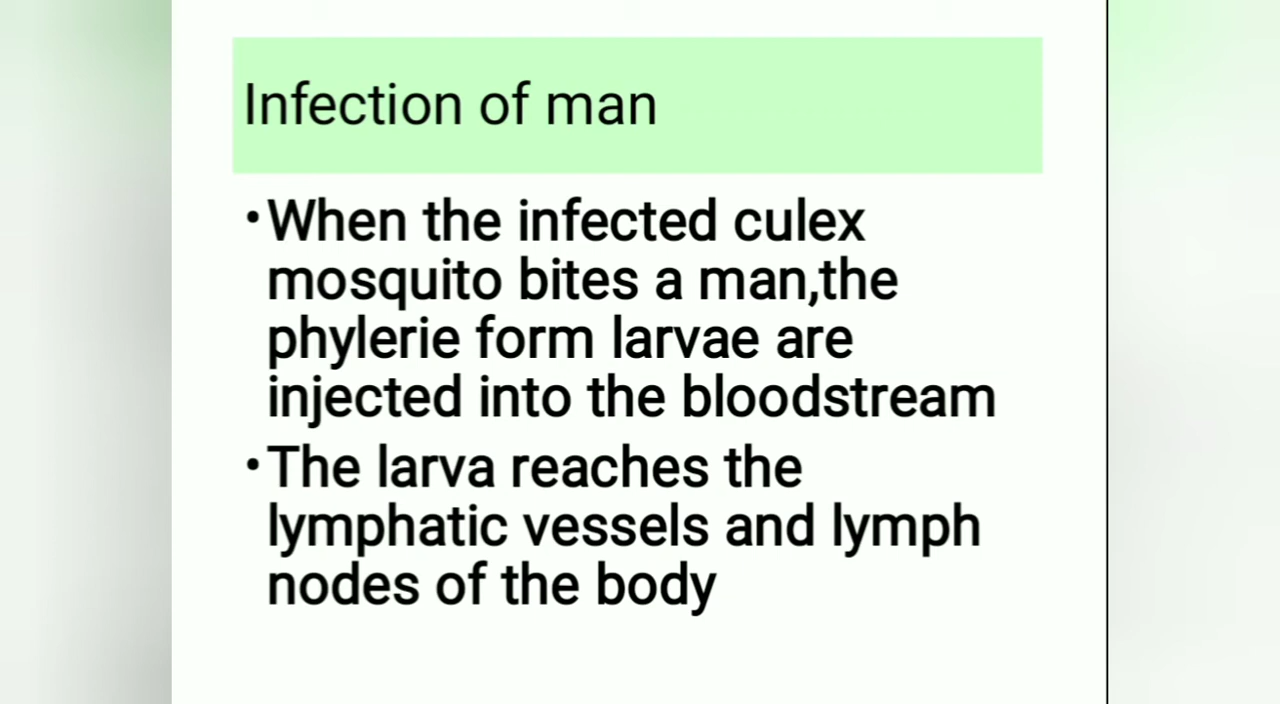 Infection of man
•When the infected culex
mosquito bites a man,the
phylerie form larvae are
injected into the bloodstream
•The larva reaches the
lymphatic vessels and lymph
nodes of the body